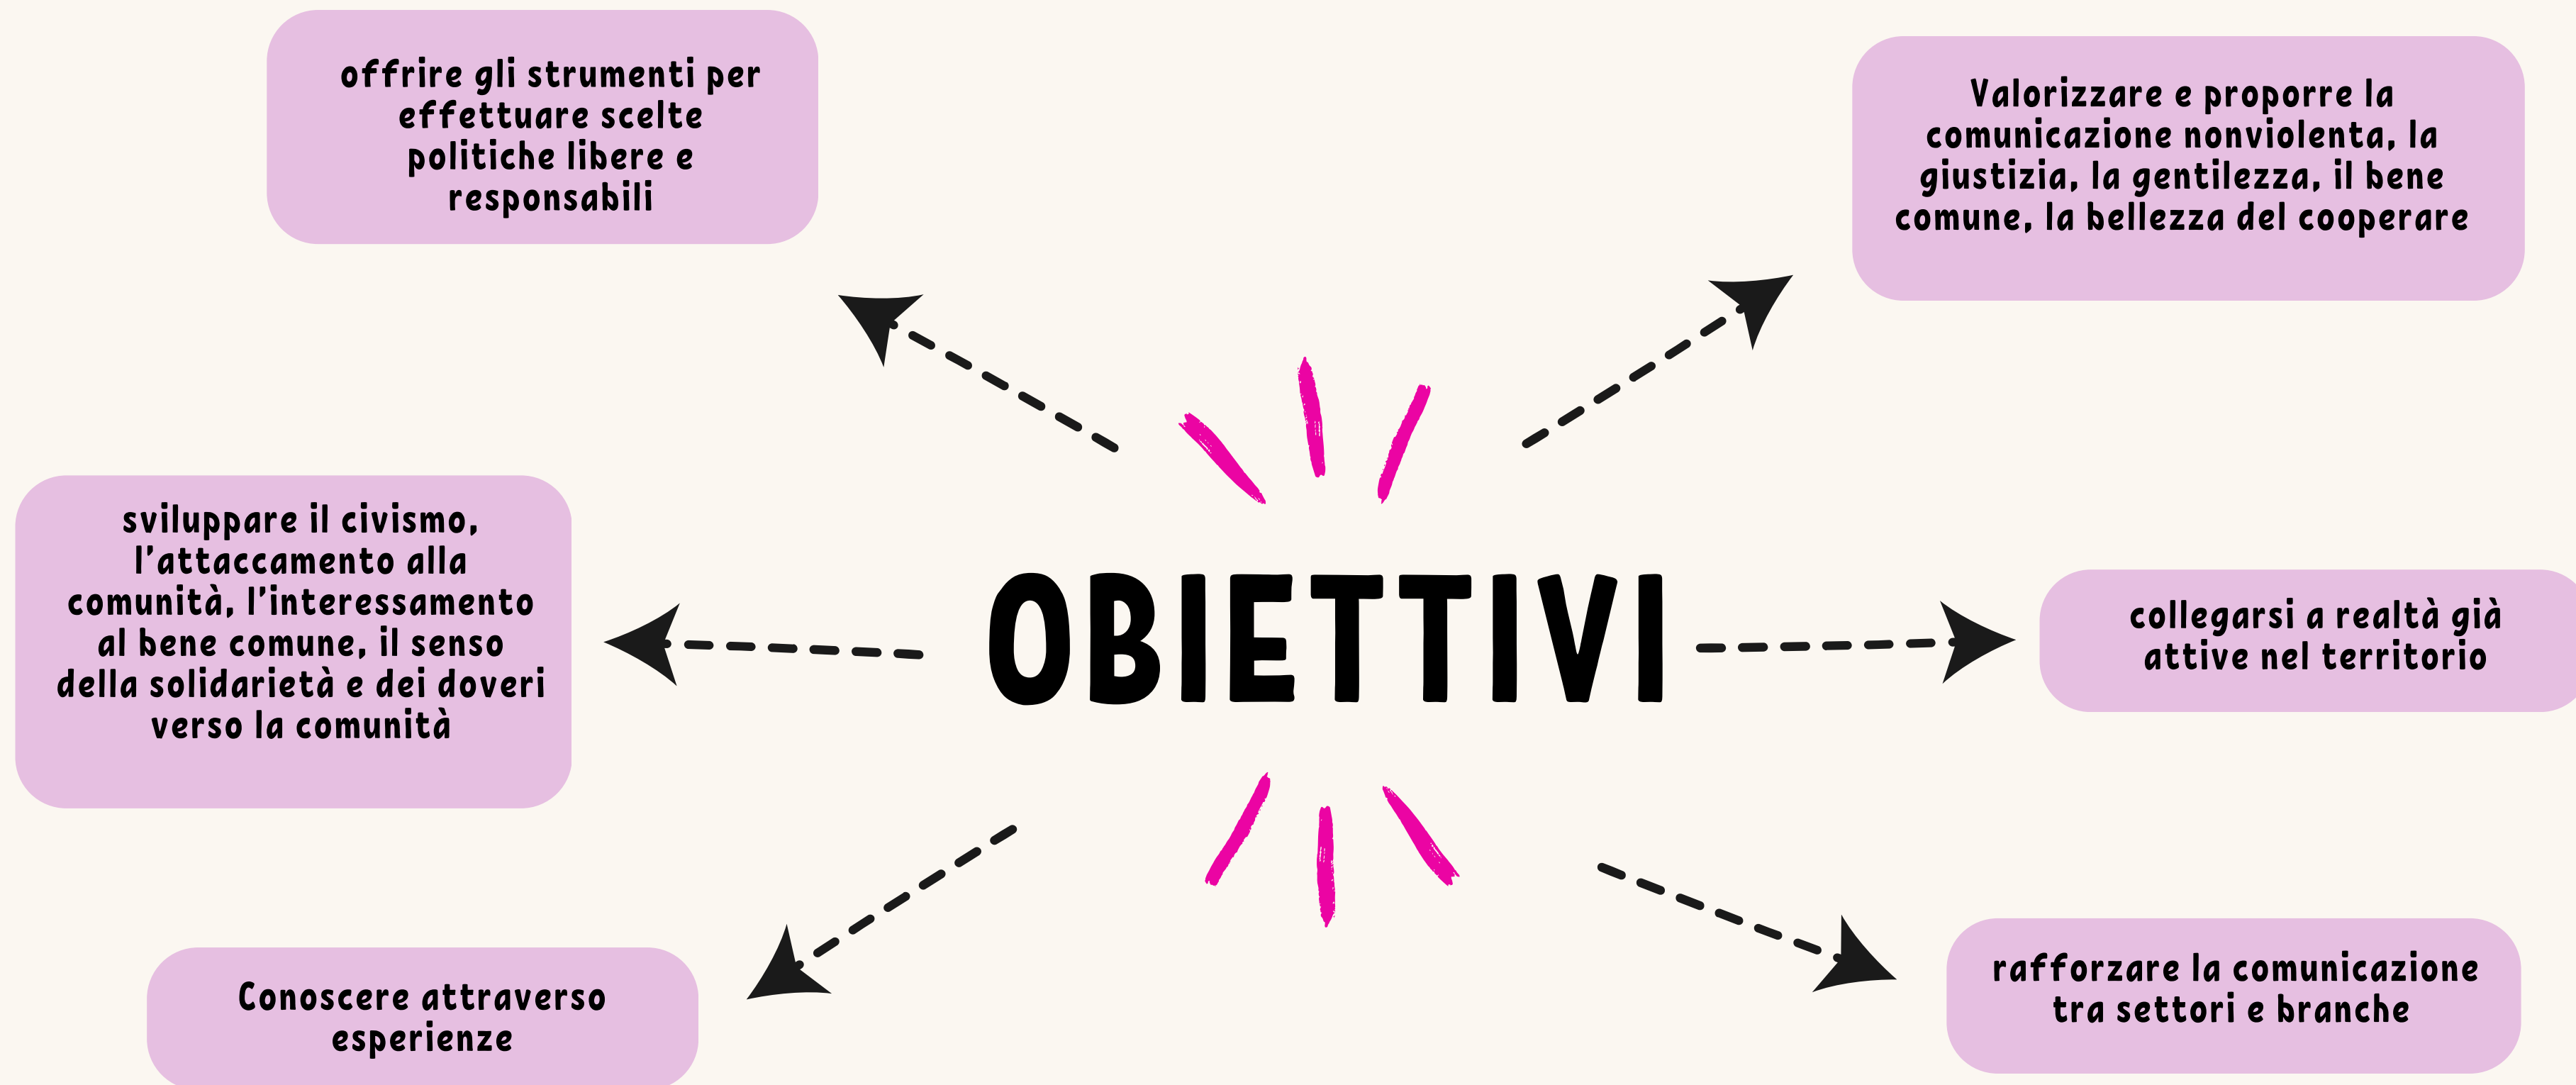 offrire gli strumenti per
effettuare scelte
politiche libere e
responsabili
Valorizzare e proporre la
comunicazione nonviolenta, la
giustizia, la gentilezza, il bene
comune, la bellezza del cooperare
sviluppare il civismo,
l'attaccamento alla
comunità, l'interessamento
al bene comune, il senso
della solidarietà e dei doveri
verso la comunità
OBIETTIVI
collegarsi a realtà già
attive nel territorio
Conoscere attraverso
esperienze
rafforzare la comunicazione
tra settori e branche